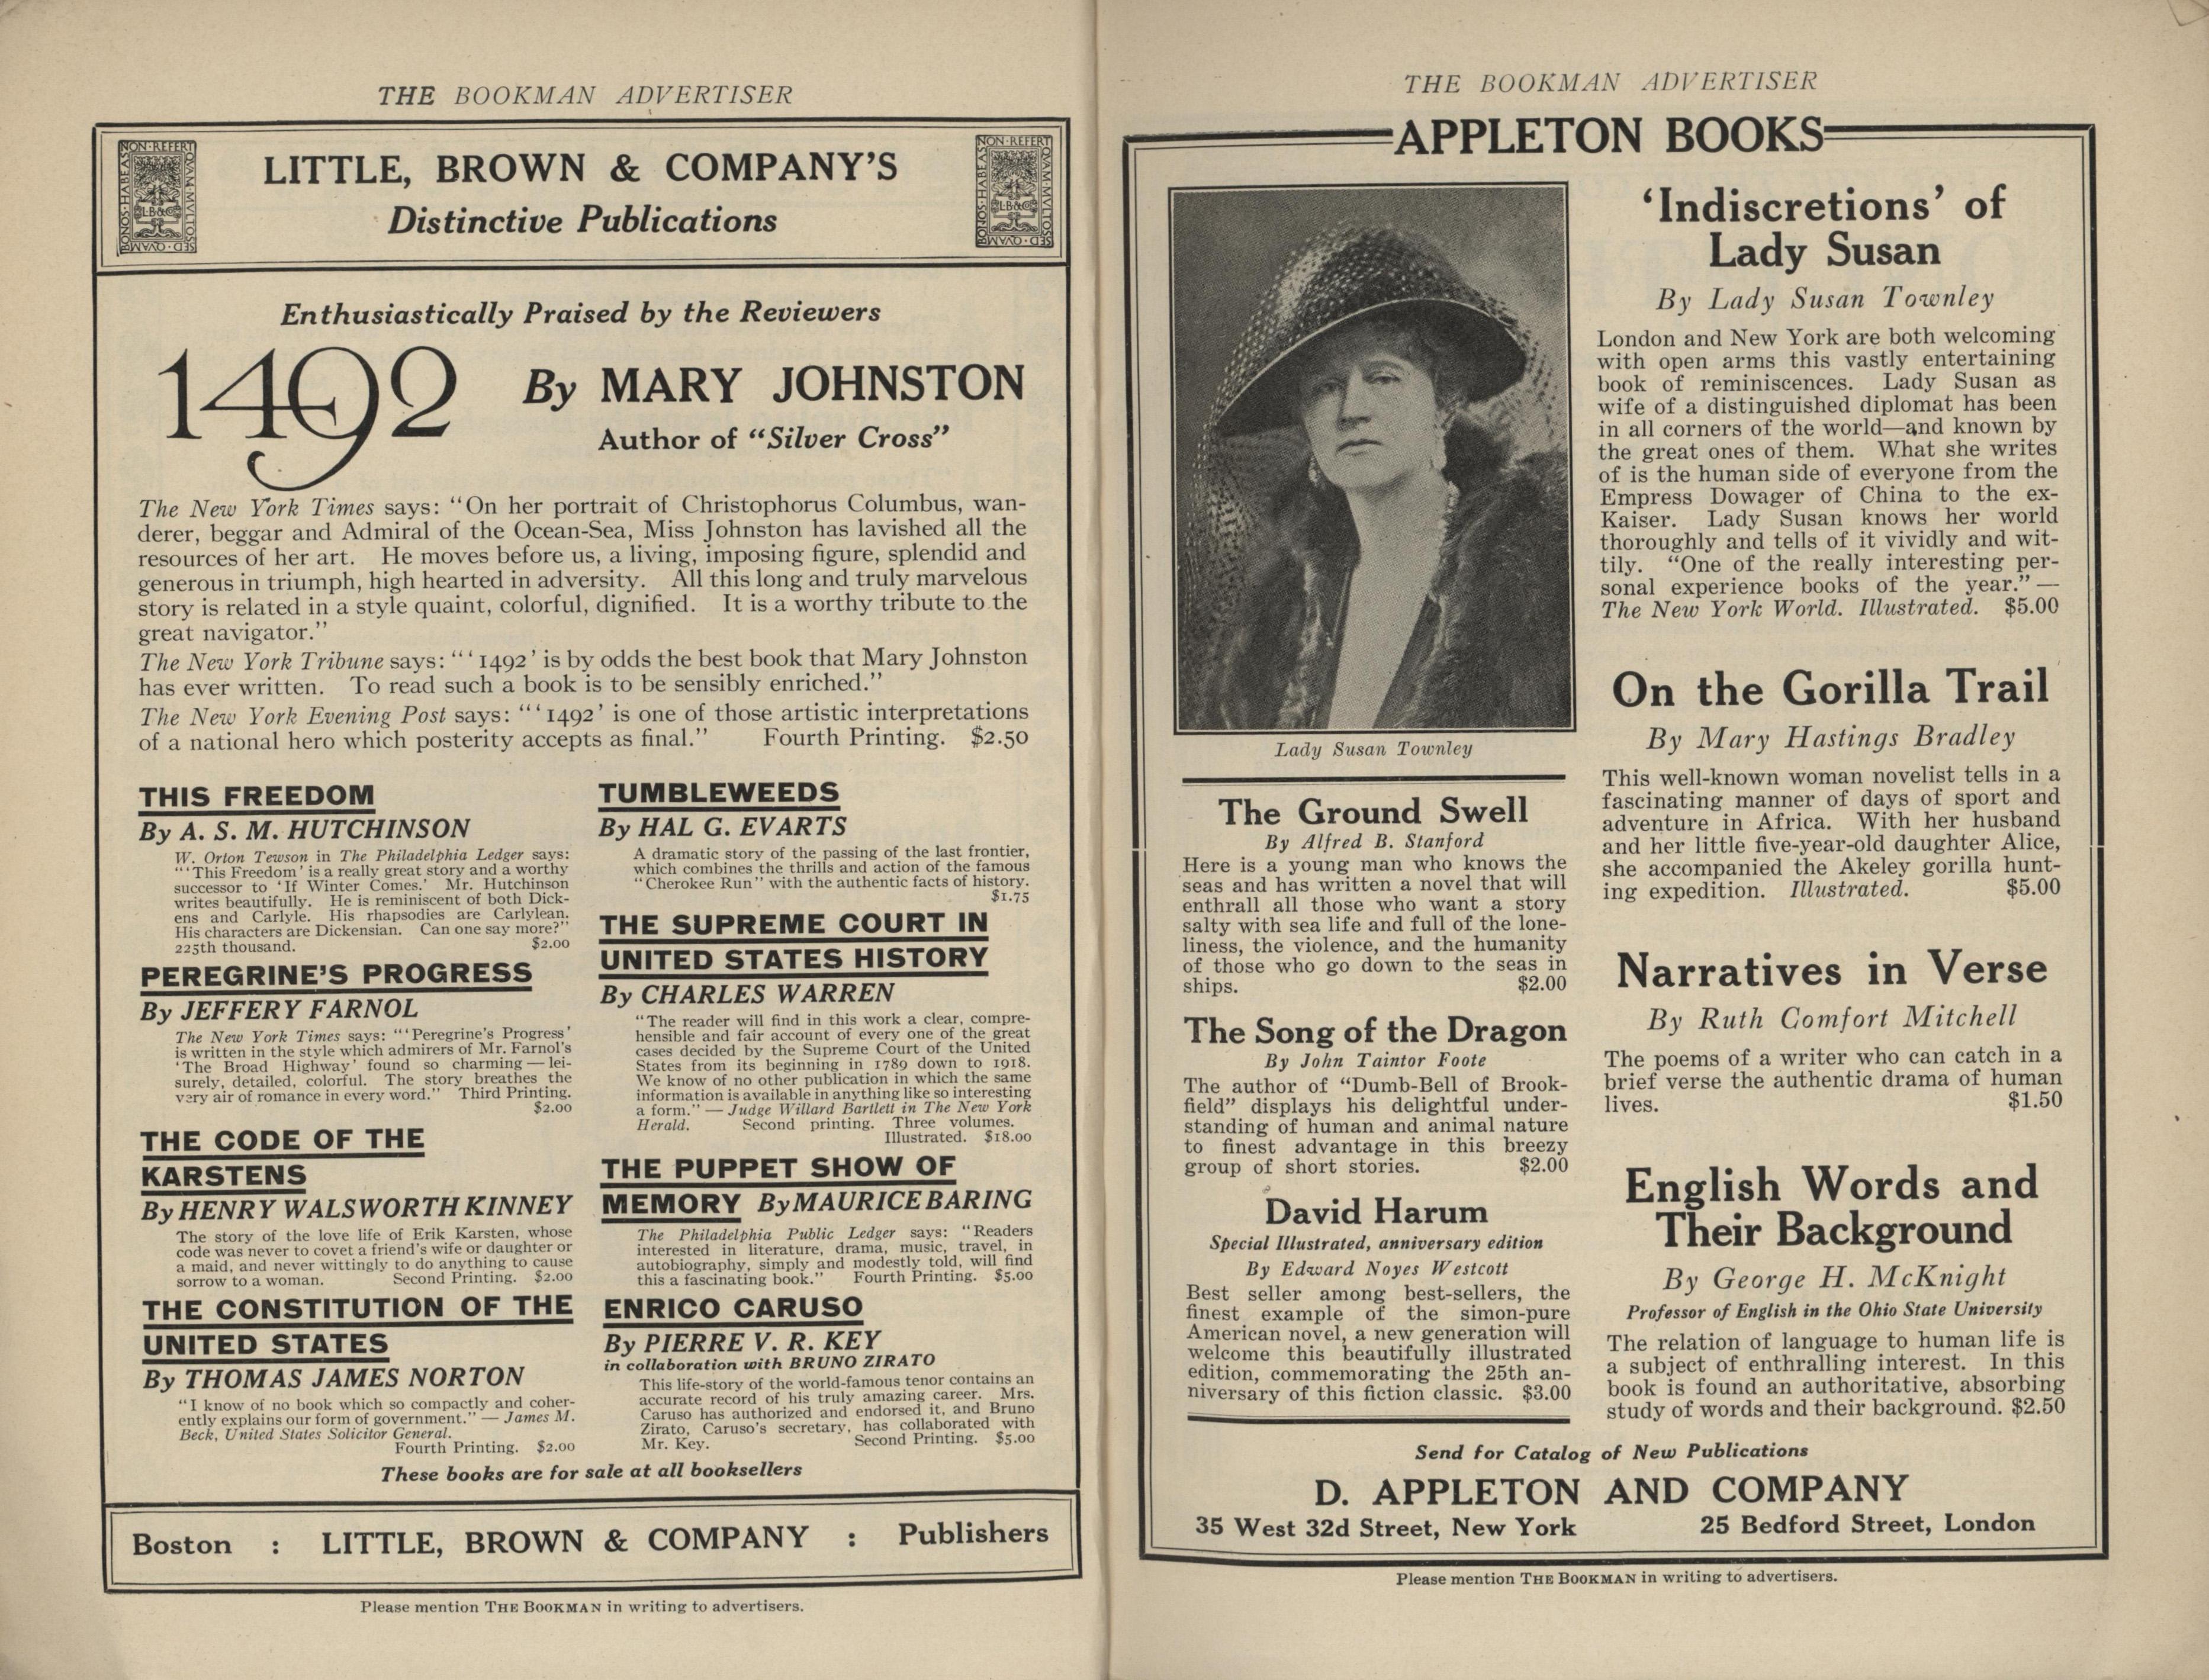 THE BOOKMAN ADVERTISER
NON·REFERT
QVAM·MVLTOS
SED·QVAM
BONOS·HABEAS
L·B&CO
LITTLE, BROWN & COMPANY'S
Distinctive Publications
NON·REFERT
QVAM·MVLTOS
SED·QVAM
BONOS·HABEAS
L·B&CO
Enthusiastically Praised by the Reviewers
1492 By MARY JOHNSTON
Author of “Silver Cross”
The New York Times says: “On her portrait of Christophorus Columbus, wan-
derer, beggar and Admiral of the Ocean-Sea, Miss Johnston has lavished all the
resources of her art. He moves before us, a living, imposing figure, splendid and
generous in triumph, high hearted in adversity. All this long and truly marvelous
story is related in a style quaint, colorful, dignified. It is a worthy tribute to the
great navigator.”
The New York Tribune says: “‘1492’ is by odds the best book that Mary Johnston
has ever written. To read such a book is to be sensibly enriched.”
The New York Evening Post says: “‘1492’ is one of those artistic interpretations
of a national hero which posterity accepts as final.” Fourth Printing. $2.50
THIS FREEDOM
By A. S. M. HUTCHINSON
W. Orton Tewson in The Philadelphia Ledger says:
“‘This Freedom’ is a really great story and a worthy
successor to ‘If Winter Comes.’ Mr. Hutchinson
writes beautifully. He is reminiscent of both Dick-
ens and Carlyle. His rhapsodies are Carlylean.
His characters are Dickensian. Can one say more?”
225th thousand. $2.00
PEREGRINE'S PROGRESS
By JEFFERY FARNOL
The New York Times says: “‘Peregrine's Progress’
is written in the style which admirers of Mr. Farnol's
‘The Broad Highway’ found so charming — lei-
surely, detailed, colorful. The story breathes the
very air of romance in every word.” Third Printing.
$2.00
THE CODE OF THE
KARSTENS
By HENRY WALSWORTH KINNEY
The story of the love life of Erik Karsten, whose
code was never to covet a friend's wife or daughter or
a maid, and never wittingly to do anything to cause
sorrow to a woman. Second Printing. $2.00
THE CONSTITUTION OF THE
UNITED STATES
By THOMAS JAMES NORTON
“I know of no book which so compactly and coher-
ently explains our form of government.” — James M.
Beck, United States Solicitor General.
Fourth Printing. $2.00
TUMBLEWEEDS
By HAL G. EVARTS
A dramatic story of the passing of the last frontier,
which combines the thrills and action of the famous
“Cherokee Run” with the authentic facts of history.
$1.75
THE SUPREME COURT IN
UNITED STATES HISTORY
By CHARLES WARREN
“The reader will find in this work a clear, compre-
hensible and fair account of every one of the great
cases decided by the Supreme Court of the United
States from its beginning in 1789 down to 1918.
We know of no other publication in which the same
information is available in anything like so interesting
a form.” — Judge Willard Bartlett in The New York
Herald. Second printing. Three volumes.
Illustrated. $18.00
THE PUPPET SHOW OF
MEMORY By MAURICE BARING
The Philadelphia Public Ledger says: “Readers
interested in literature, drama, music, travel, in
autobiography, simply and modestly told, will find
this a fascinating book.” Fourth Printing. $5.00
ENRICO CARUSO
By PIERRE V. R. KEY
in collaboration with BRUNO ZIRATO
This life-story of the world-famous tenor contains an
accurate record of his truly amazing career. Mrs.
Caruso has authorized and endorsed it, and Bruno
Zirato, Caruso's secretary, has collaborated with
Mr. Key. Second Printing. $5.00
These books are for sale at all booksellers
Boston : LITTLE, BROWN & COMPANY : Publishers
Please mention THE BOOKMAN in writing to advertisers.
THE BOOKMAN ADVERTISER
APPLETON BOOKS
Lady Susan Townley
The Ground Swell
By Alfred B. Stanford
Here is a young man who knows the
seas and has written a novel that will
enthrall all those who want a story
salty with sea life and full of the lone-
liness, the violence, and the humanity
of those who go down to the seas in
ships. $2.00
The Song of the Dragon
By John Taintor Foote
The author of “Dumb-Bell of Brook-
field” displays his delightful under-
standing of human and animal nature
to finest advantage in this breezy
group of short stories. $2.00
David Harum
Special Illustrated, anniversary edition
By Edward Noyes Westcott
Best seller among best-sellers, the
finest example of the simon-pure
American novel, a new generation will
welcome this beautifully illustrated
edition, commemorating the 25th an-
niversary of this fiction classic. $3.00
‘Indiscretions’ of
Lady Susan
By Lady Susan Townley
London and New York are both welcoming
with open arms this vastly entertaining
book of reminiscences. Lady Susan as
wife of a distinguished diplomat has been
in all corners of the world—and known by
the great ones of them. What she writes
of is the human side of everyone from the
Empress Dowager of China to the ex-
Kaiser. Lady Susan knows her world
thoroughly and tells of it vividly and wit-
tily. “One of the really interesting per-
sonal experience books of the year.”—
The New York World. Illustrated. $5.00
On the Gorilla Trail
By Mary Hastings Bradley
This well-known woman novelist tells in a
fascinating manner of days of sport and
adventure in Africa. With her husband
and her little five-year-old daughter Alice,
she accompanied the Akeley gorilla hunt-
ing expedition. Illustrated. $5.00
Narratives in Verse
By Ruth Comfort Mitchell
The poems of a writer who can catch in a
brief verse the authentic drama of human
lives. $1.50
English Words and
Their Background
By George H. McKnight
Professor of English in the Ohio State University
The relation of language to human life is
a subject of enthralling interest. In this
book is found an authoritative, absorbing
study of words and their background. $2.50
Send for Catalog of New Publications
D. APPLETON AND COMPANY
35 West 32d Street, New York 25 Bedford Street, London
Please mention THE BOOKMAN in writing to advertisers.